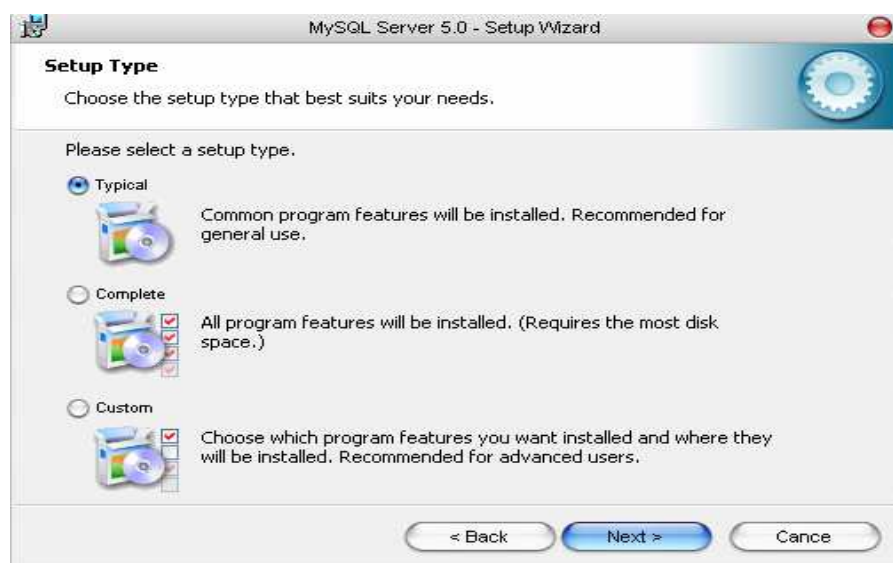 MySQL Server 5.0 - Setup Wizard
Setup Type
Choose the setup type that best suits your needs.
Please select a setup type.
Typical
Common program features will be installed. Recommended for
general use.
Complete
All program features will be installed. (Requires the most disk
space.)
Custom
Choose which program features you want installed and where they
will be installed. Recommended for advanced users.
< Back
Next >
Cance